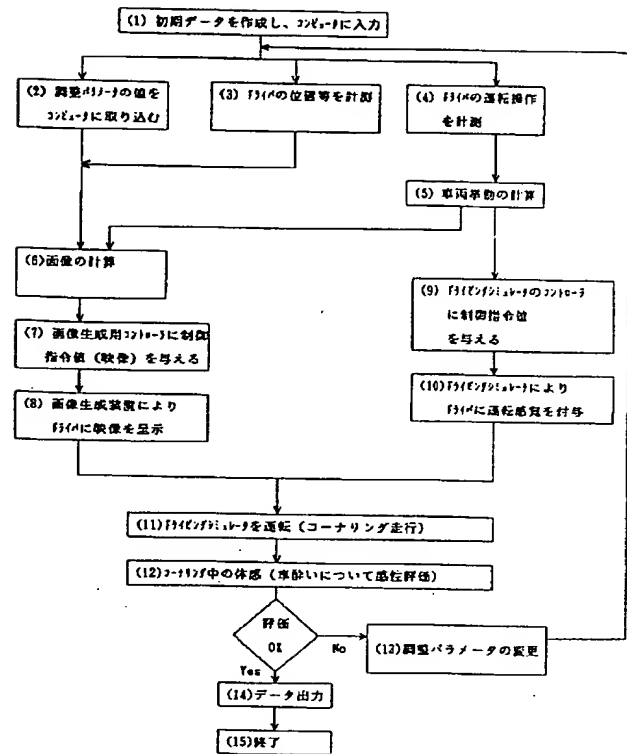 (1) 初期データを作成し、コンピュータに入力
(2) 調整パラメータの値を
コンピュータに取り込む
(3) ドライバの位置等を計測
(4) ドライバの運転操作
を計測
(5) 車両挙動の計算
(6)画像の計算
(7) 画像生成用コントローラに制御
指令値（映像）を与える
(8) 画像生成装置により
ドライバに映像を呈示
(9) ドライビングシミュレータのコントローラ
に制御指令値
を与える
(10)ドライビングシミュレータにより
ドライバに運転感覚を付与
(11)ドライビングシミュレータを運転（コーナリング走行）
(12)コーナリング中の体感（車酔いについて感性評価）
評価
OK
No
Yes
(13)調整パラメータの変更
(14)データ出力
(15)終了